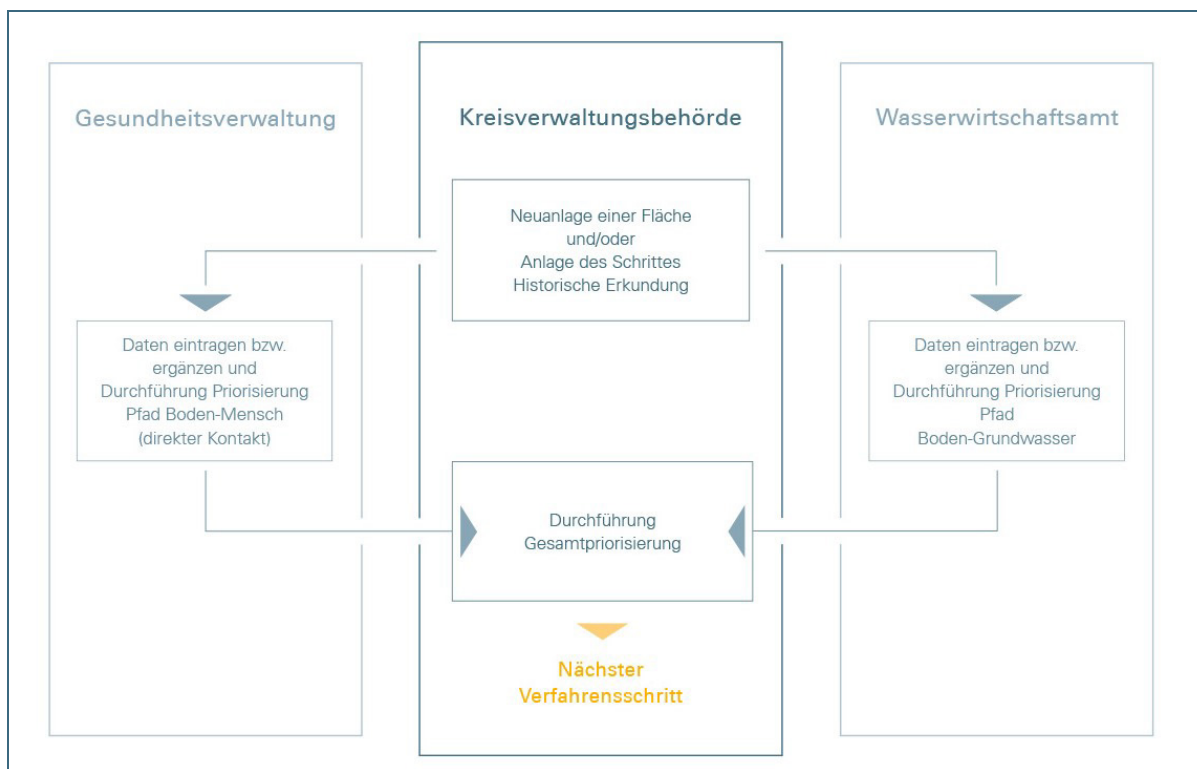 Gesundheitsverwaltung
Kreisverwaltungsbehörde
Wasserwirtschaftsamt
Neuanlage einer Fläche
und/oder
Anlage des Schrittes
Historische Erkundung
Daten eintragen bzw.
ergänzen und
Durchführung Priorisierung
Pfad Boden-Mensch
(direkter Kontakt)
Daten eintragen bzw.
ergänzen und
Durchführung Priorisierung
Pfad
Boden-Grundwasser
Durchführung
Gesamtpriorisierung
Nächster
Verfahrensschritt